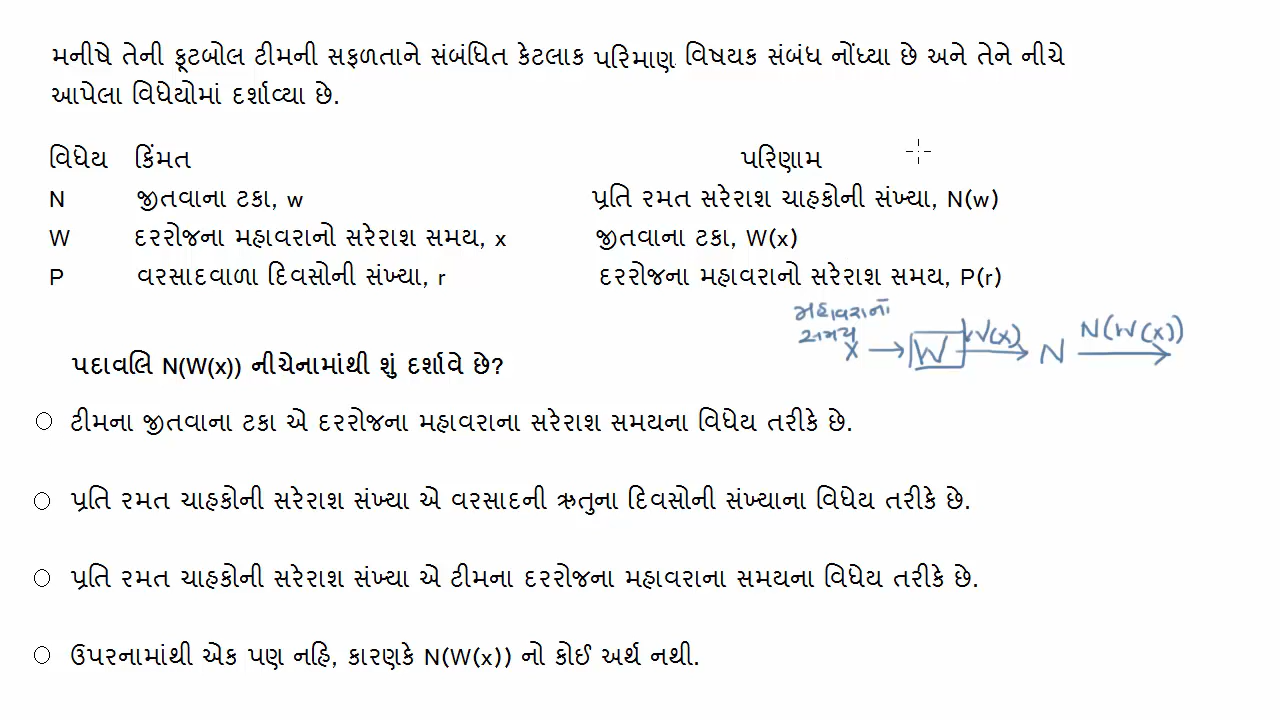 મનીષે તેની ફૂટબોલ ટીમની સફળતાને સંબંધિત કેટલાક પરિમાણ વિષયક સંબંધ નોંધ્યા છે અને તેને નીચે
આપેલા વિધેયોમાં દર્શાવ્યા છે.
વિધેય કિંમત પરિણામ
N જીતવાના ટકા, w પ્રતિ રમત સરેરાશ ચાહકોની સંખ્યા, N(w)
W દરરોજના મહાવરાનો સરેરાશ સમય, x જીતવાના ટકા, W(x)
P વરસાદવાળા દિવસોની સંખ્યા, r દરરોજના મહાવરાનો સરેરાશ સમય, P(r)
મહાવરાનો
સમય
x → W W(x) → N N(W(x)) →
પદાવલિ N(W(x)) નીચેનામાંથી શું દર્શાવે છે?
ટીમના જીતવાના ટકા એ દરરોજના મહાવરાના સરેરાશ સમયના વિધેય તરીકે છે.
પ્રતિ રમત ચાહકોની સરેરાશ સંખ્યા એ વરસાદની ઋતુના દિવસોની સંખ્યાના વિધેય તરીકે છે.
પ્રતિ રમત ચાહકોની સરેરાશ સંખ્યા એ ટીમના દરરોજના મહાવરાના સમયના વિધેય તરીકે છે.
ઉપરનામાંથી એક પણ નહિ, કારણકે N(W(x)) નો કોઈ અર્થ નથી.